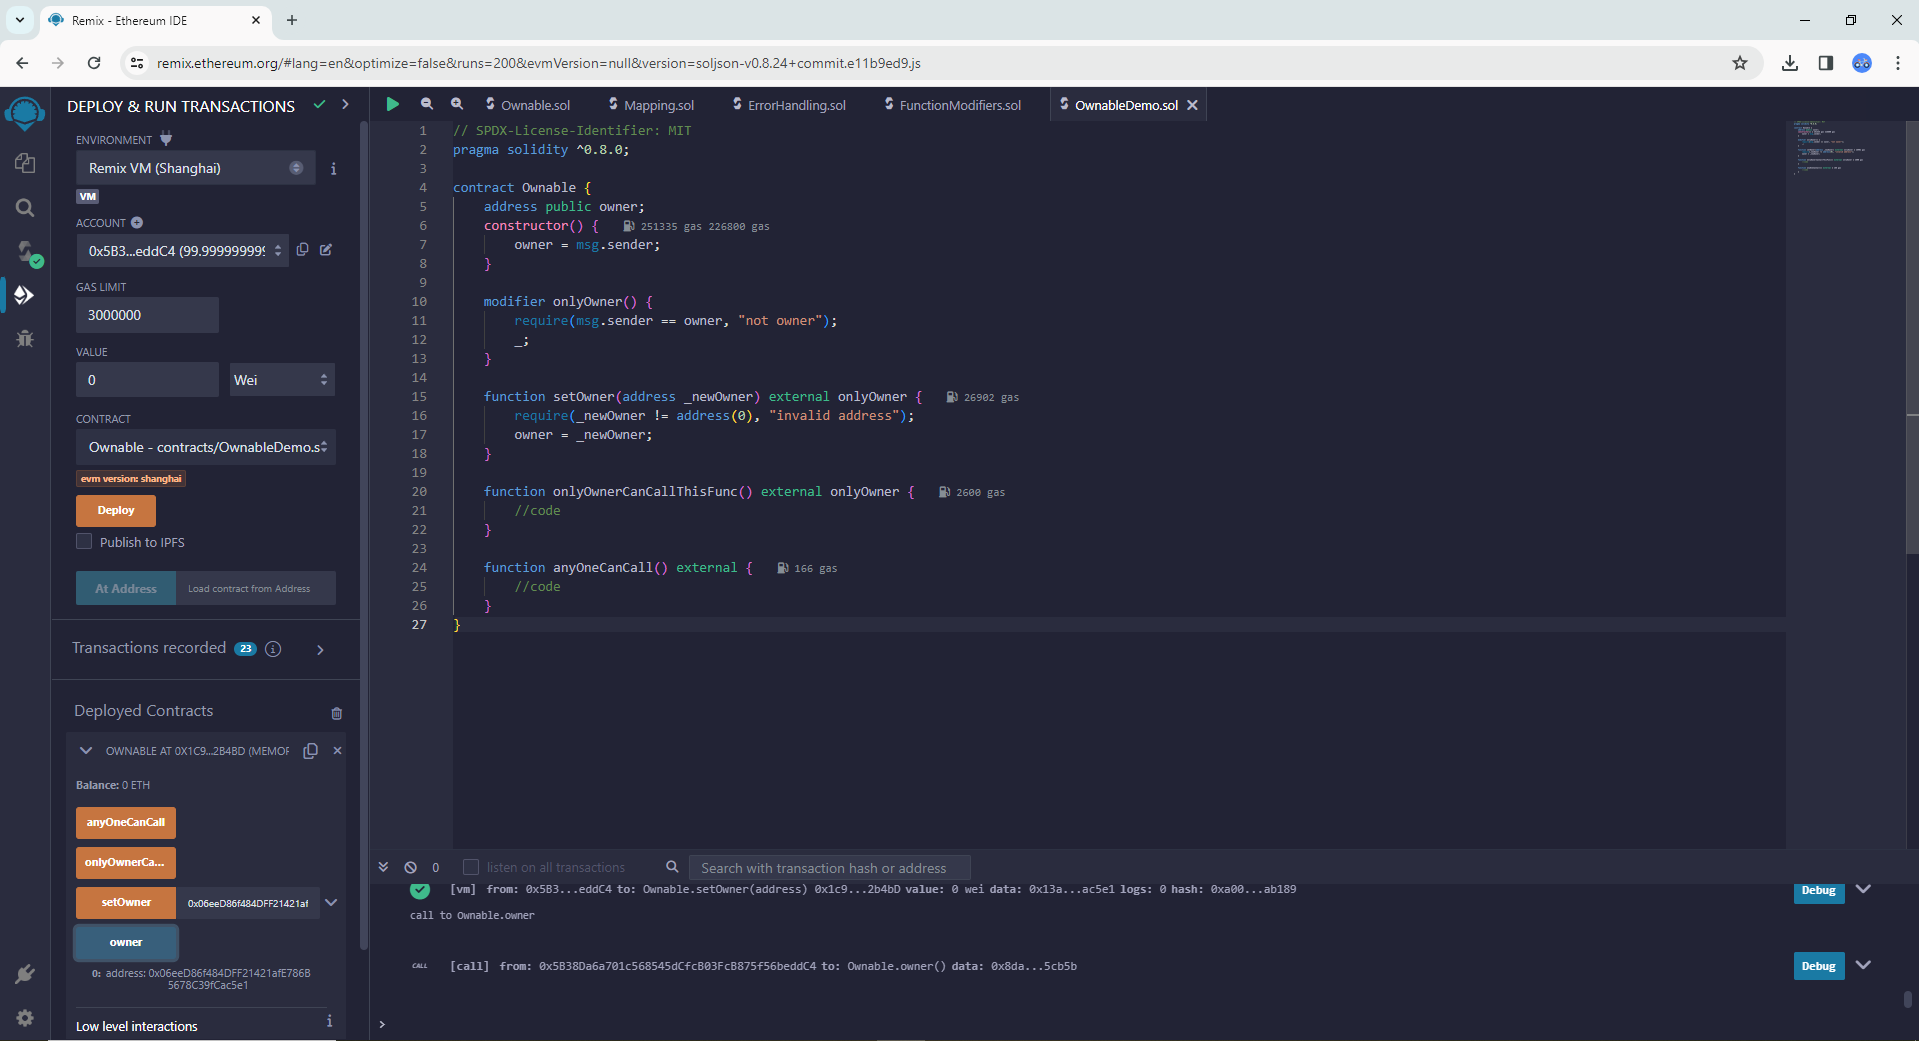 Remix - Ethereum IDE
remix.ethereum.org/#lang=en&optimize=false&runs=200&evmVersion=null&version=soljson-v0.8.24+commit.e11b9ed9.js
DEPLOY & RUN TRANSACTIONS
ENVIRONMENT
Remix VM (Shanghai)
VM
ACCOUNT
0x5B3...eddC4 (99.9999999999
GAS LIMIT
3000000
VALUE
0
Wei
CONTRACT
Ownable - contracts/OwnableDemo.s
evm version: shanghai
Deploy
Publish to IPFS
At Address
Load contract from Address
Transactions recorded 23
Deployed Contracts
OWNABLE AT 0X1C9...2B4BD (MEMOR
Balance: 0 ETH
anyOneCanCall
onlyOwnerCa...
setOwner 0x06eeD86f484DFF21421af
owner
0: address: 0x06eeD86f484DFF21421afE786B
5678C39fCac5e1
Low level interactions
Ownable.sol
Mapping.sol
ErrorHandling.sol
FunctionModifiers.sol
OwnableDemo.sol
1 // SPDX-License-Identifier: MIT
2 pragma solidity ^0.8.0;
3
4 contract Ownable {
5 address public owner;
6 constructor() { 251335 gas 226800 gas
7 owner = msg.sender;
8 }
9
10 modifier onlyOwner() {
11 require(msg.sender == owner, "not owner");
12 _;
13 }
14
15 function setOwner(address _newOwner) external onlyOwner { 26902 gas
16 require(_newOwner != address(0), "invalid address");
17 owner = _newOwner;
18 }
19
20 function onlyOwnerCanCallThisFunc() external onlyOwner { 2600 gas
21 //code
22 }
23
24 function anyOneCanCall() external { 166 gas
25 //code
26 }
27 }
0
listen on all transactions
Search with transaction hash or address
[vm] from: 0x5B3...eddC4 to: Ownable.setOwner(address) 0x1c9...2b4bD value: 0 wei data: 0x13a...ac5e1 logs: 0 hash: 0xa00...ab189
Debug
call to Ownable.owner
CALL [call] from: 0x5B38Da6a701c568545dCfcB03FcB875f56beddC4 to: Ownable.owner() data: 0x8da...5cb5b
Debug
>